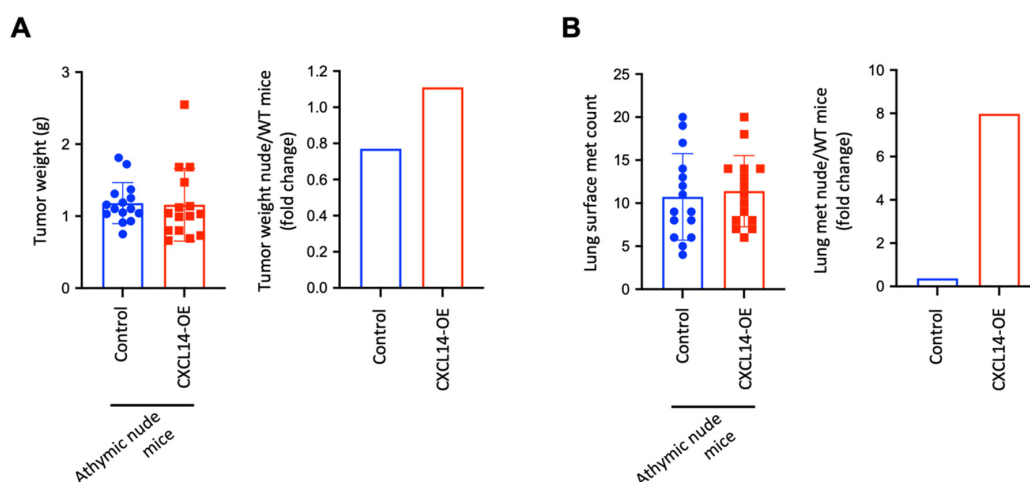 A
Tumor weight (g)
3
2
1
0
Control
CXCL14-OE
Athymic nude
mice
Tumor weight nude/WT mice
(fold change)
1.2
1.0
0.8
0.6
0.4
0.2
0.0
Control
CXCL14-OE
B
Lung surface met count
25
20
15
10
5
0
Control
CXCL14-OE
Athymic nude
mice
Lung met nude/WT mice
(fold change)
10
8
6
4
2
0
Control
CXCL14-OE